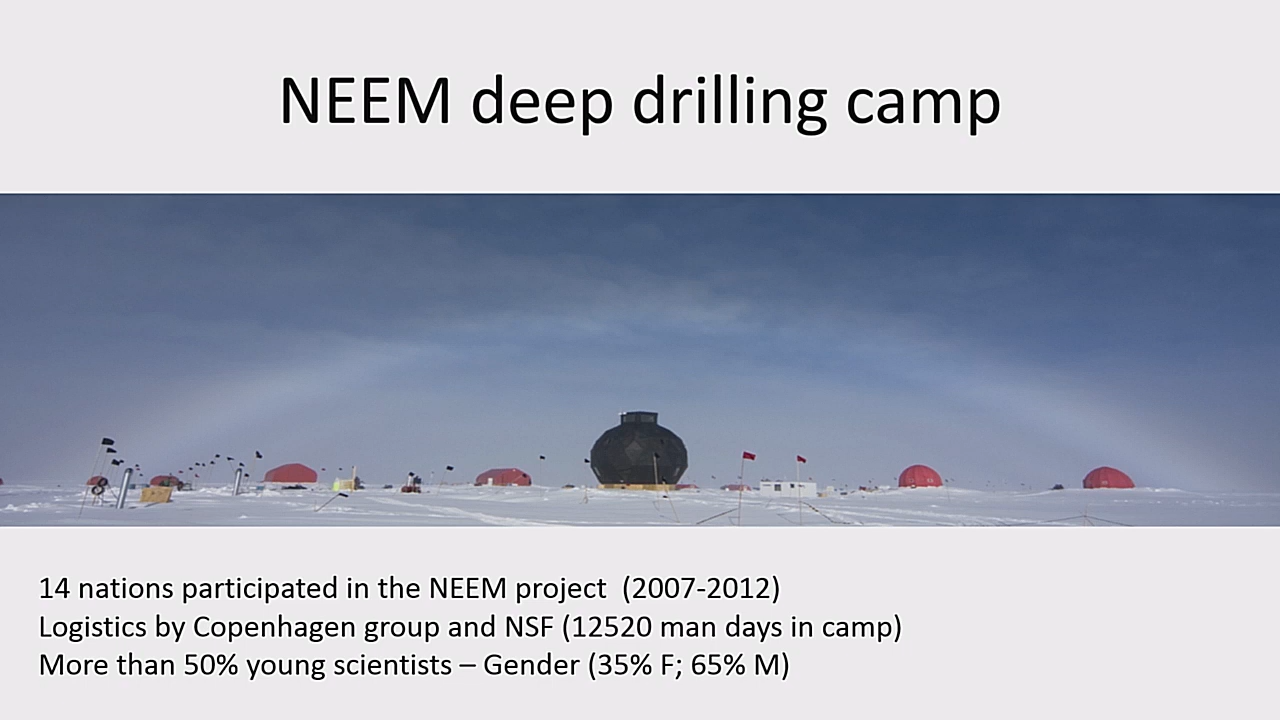 NEEM deep drilling camp
14 nations participated in the NEEM project (2007-2012)
Logistics by Copenhagen group and NSF (12520 man days in camp)
More than 50% young scientists – Gender (35% F; 65% M)